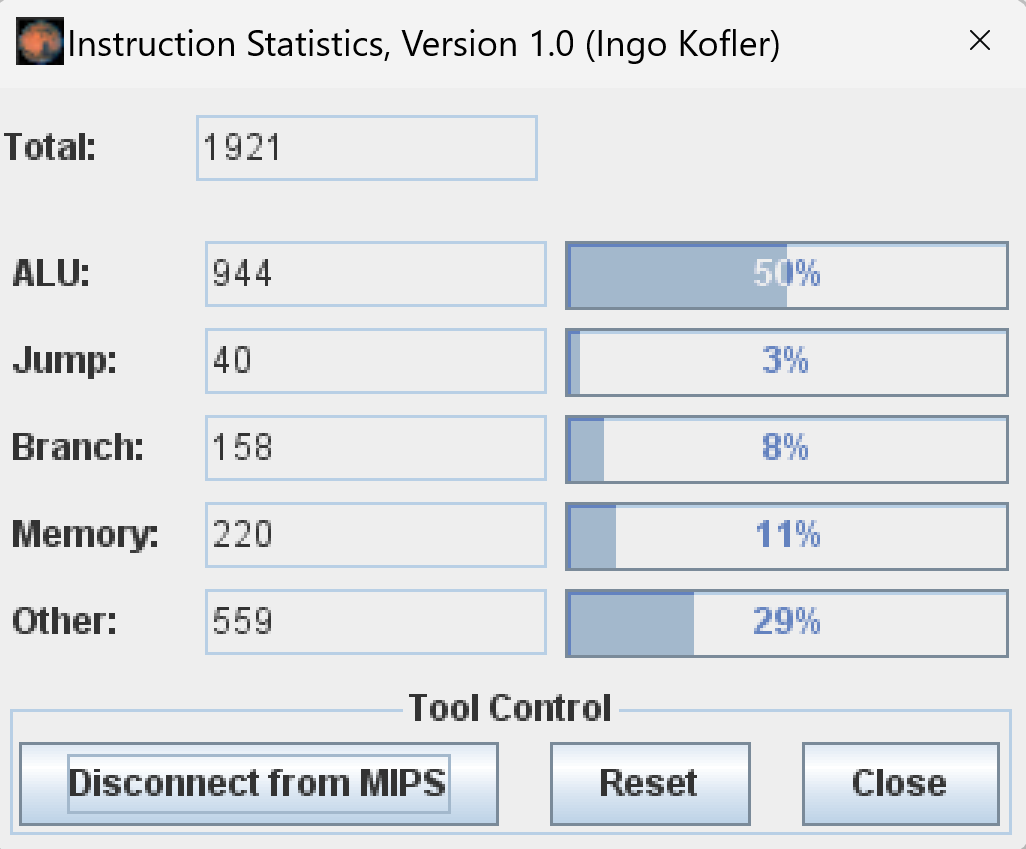 Instruction Statistics, Version 1.0 (Ingo Kofler)
Total: 1921
ALU: 944 50%
Jump: 40 3%
Branch: 158 8%
Memory: 220 11%
Other: 559 29%
Tool Control
Disconnect from MIPS Reset Close